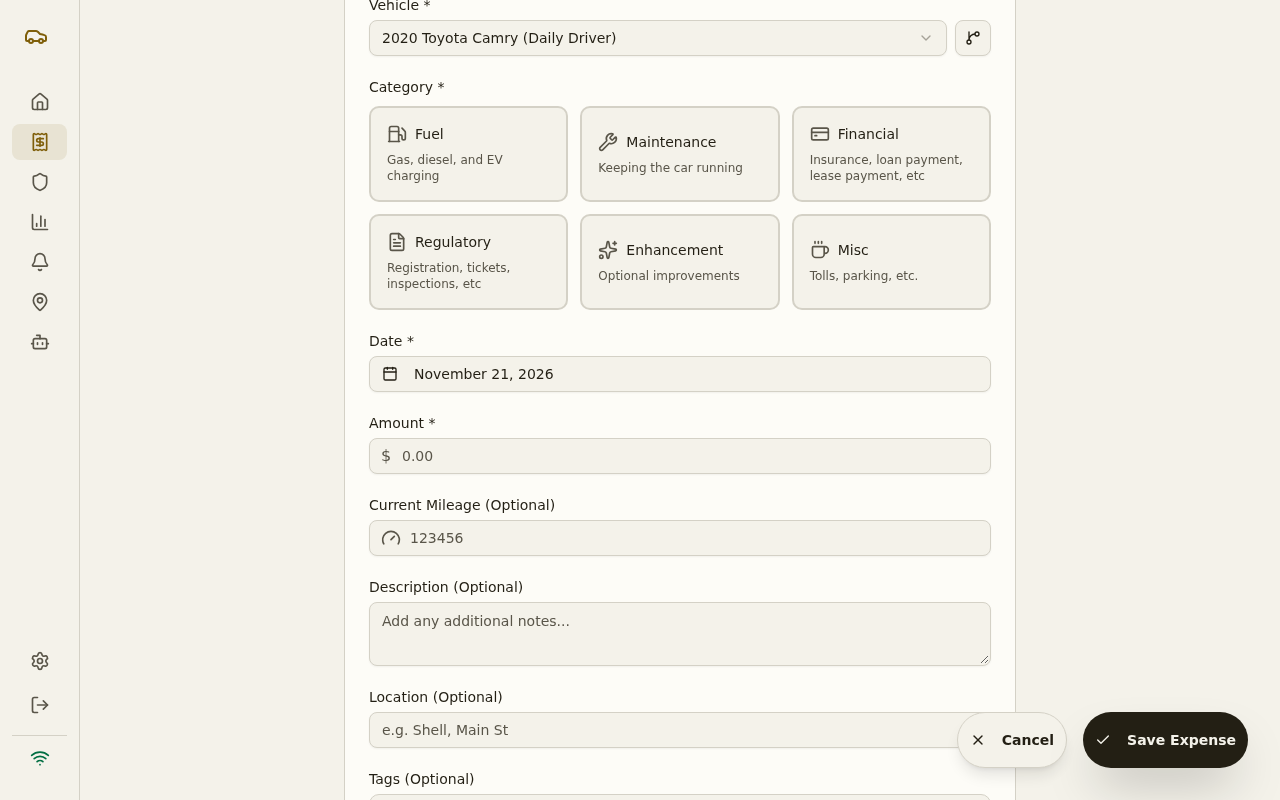 Vehicle *
2020 Toyota Camry (Daily Driver)
Category *
Fuel
Gas, diesel, and EV
charging
Maintenance
Keeping the car running
Financial
Insurance, loan payment,
lease payment, etc
Regulatory
Registration, tickets,
inspections, etc
Enhancement
Optional improvements
Misc
Tolls, parking, etc.
Date *
November 21, 2026
Amount *
$ 0.00
Current Mileage (Optional)
123456
Description (Optional)
Add any additional notes...
Location (Optional)
e.g. Shell, Main St
Cancel
Save Expense
Tags (Optional)